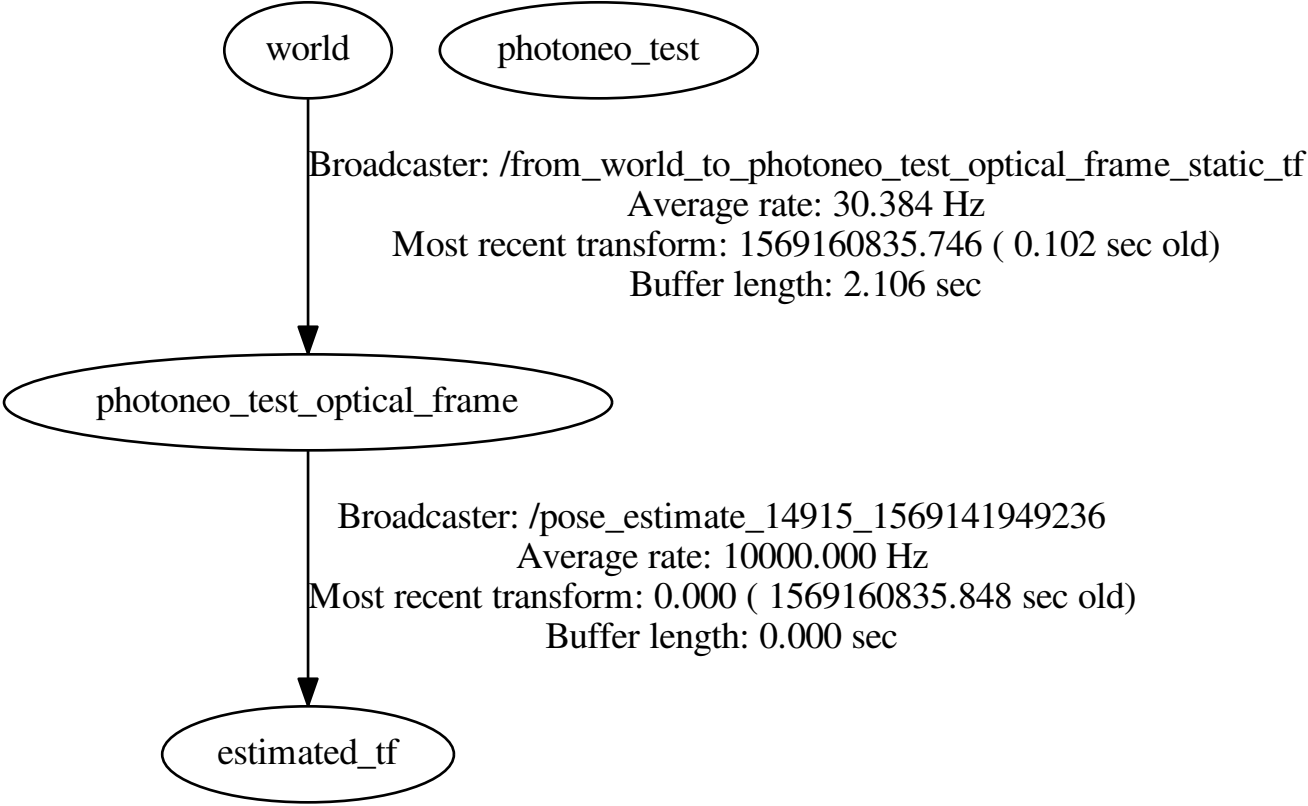 world
photoneo_test
Broadcaster: /from_world_to_photoneo_test_optical_frame_static_tf
Average rate: 30.384 Hz
Most recent transform: 1569160835.746 ( 0.102 sec old)
Buffer length: 2.106 sec
photoneo_test_optical_frame
Broadcaster: /pose_estimate_14915_1569141949236
Average rate: 10000.000 Hz
Most recent transform: 0.000 ( 1569160835.848 sec old)
Buffer length: 0.000 sec
estimated_tf